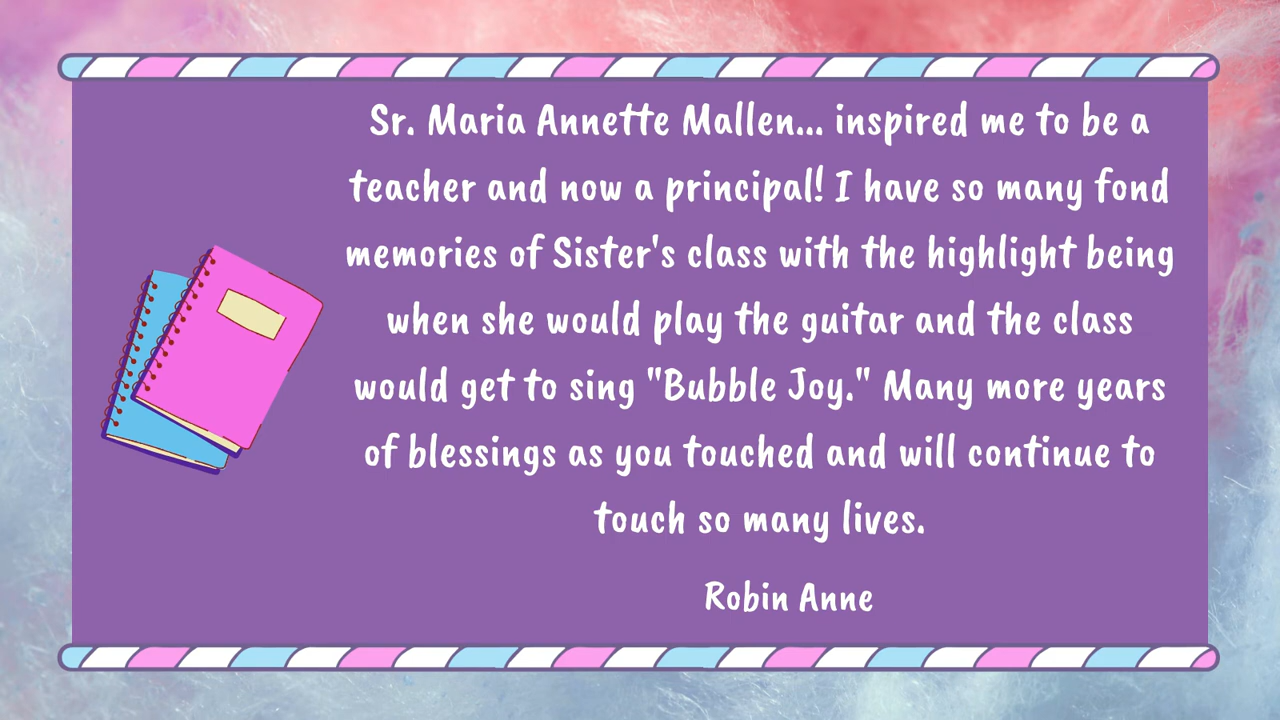 Sr. Maria Annette Mallen... inspired me to be a
teacher and now a principal! I have so many fond
memories of Sister's class with the highlight being
when she would play the guitar and the class
would get to sing "Bubble Joy." Many more years
of blessings as you touched and will continue to
touch so many lives.
Robin Anne